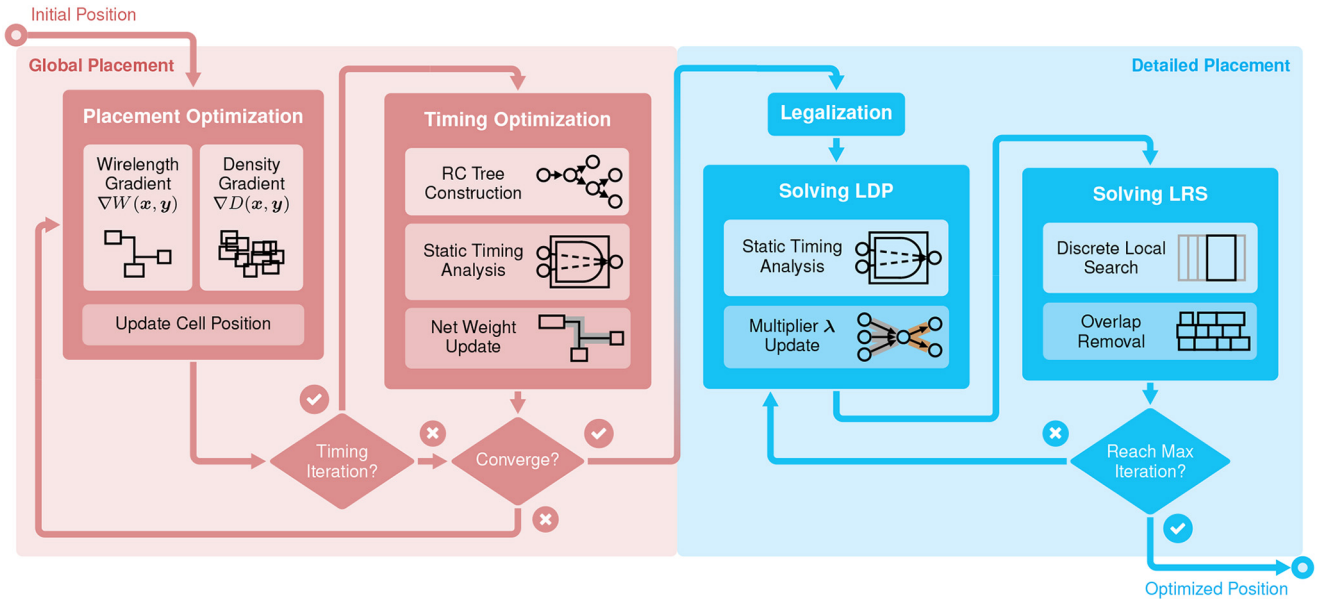 Initial Position
Global Placement
Placement Optimization
Wirelength
Gradient
∇W(x, y)
Density
Gradient
∇D(x, y)
Update Cell Position
Timing
Iteration?
Timing Optimization
RC Tree
Construction
Static Timing
Analysis
Net Weight
Update
Converge?
Detailed Placement
Legalization
Solving LDP
Static Timing
Analysis
Multiplier λ
Update
Solving LRS
Discrete Local
Search
Overlap
Removal
Reach Max
Iteration?
Optimized Position